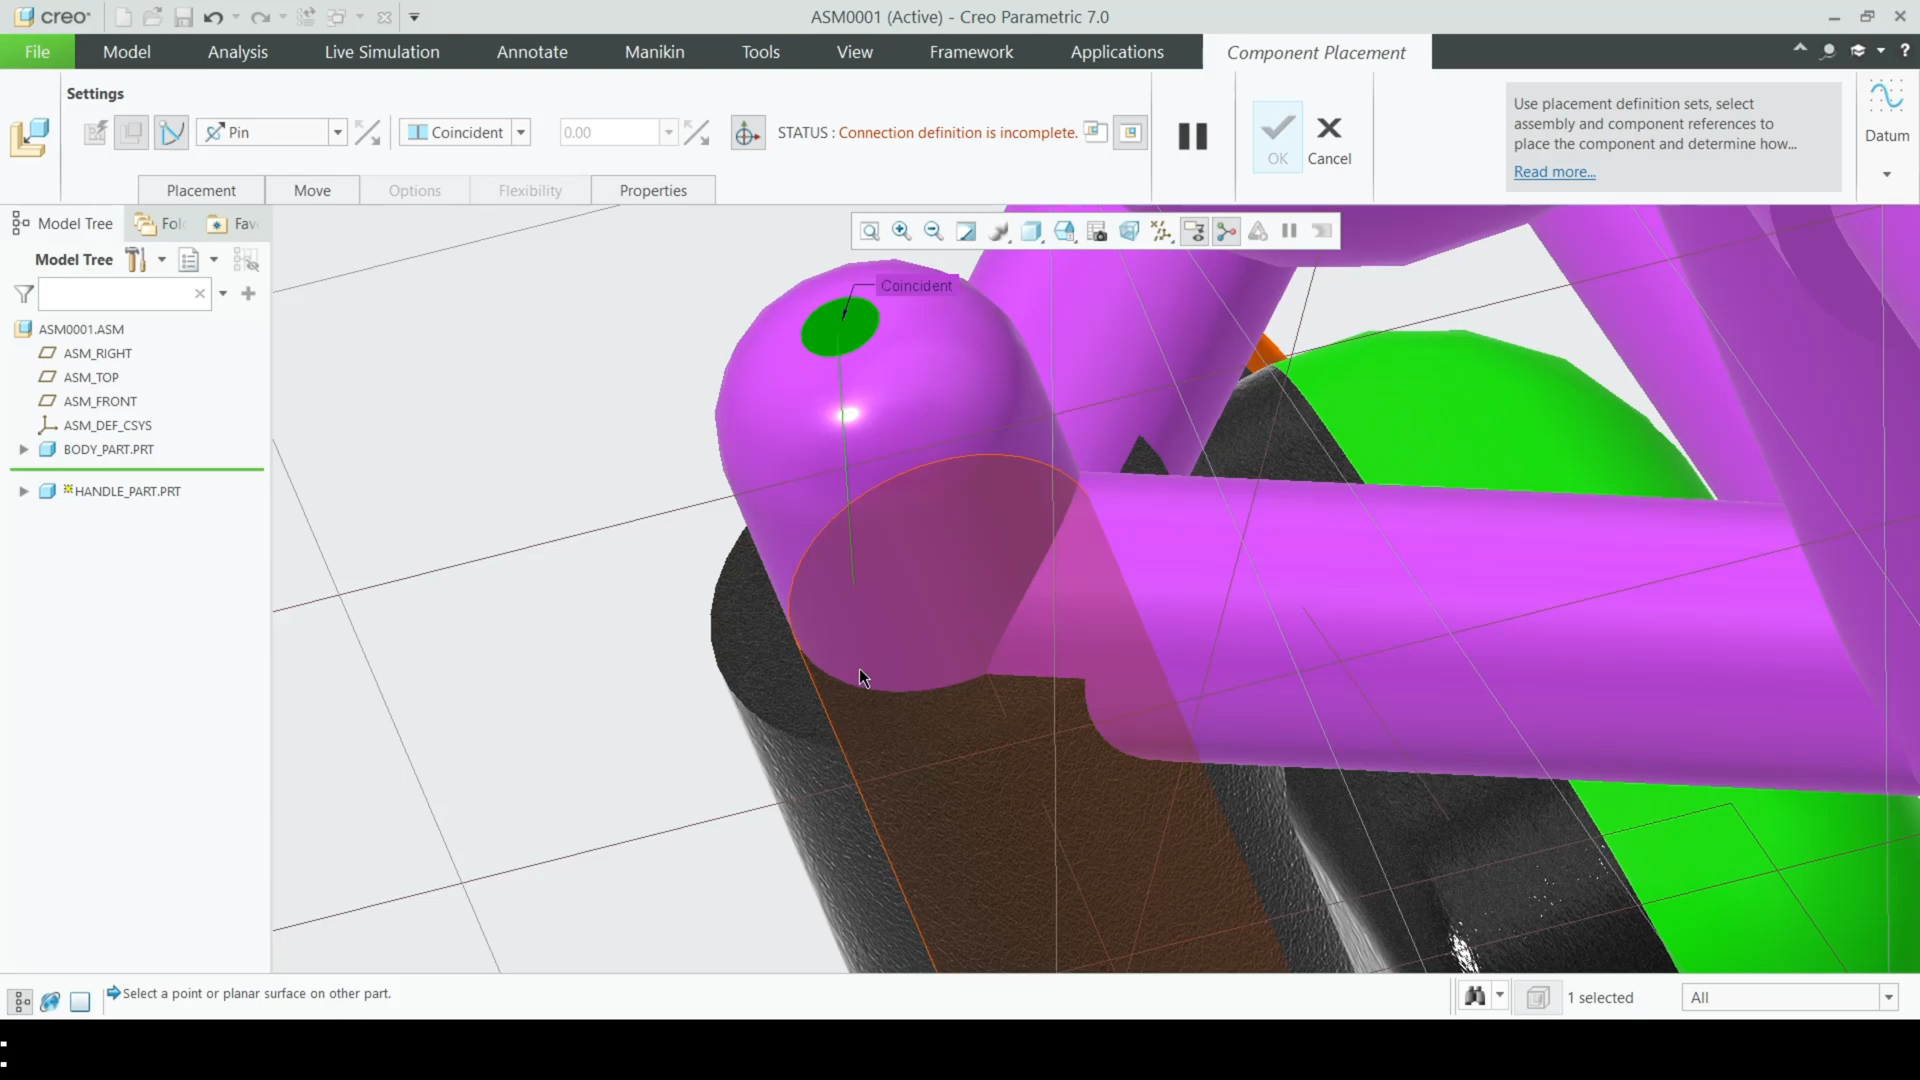 creo
ASM0001 (Active) - Creo Parametric 7.0
File
Model
Analysis
Live Simulation
Annotate
Manikin
Tools
View
Framework
Applications
Component Placement
Settings
Pin
Coincident
0.00
STATUS : Connection definition is incomplete.
OK
Cancel
Use placement definition sets, select
assembly and component references to
place the component and determine how...
Read more...
Datum
Placement
Move
Options
Flexibility
Properties
Model Tree
Fol
Fav
Model Tree
ASM0001.ASM
ASM_RIGHT
ASM_TOP
ASM_FRONT
ASM_DEF_CSYS
BODY_PART.PRT
HANDLE_PART.PRT
Coincident
Select a point or planar surface on other part.
1 selected
All